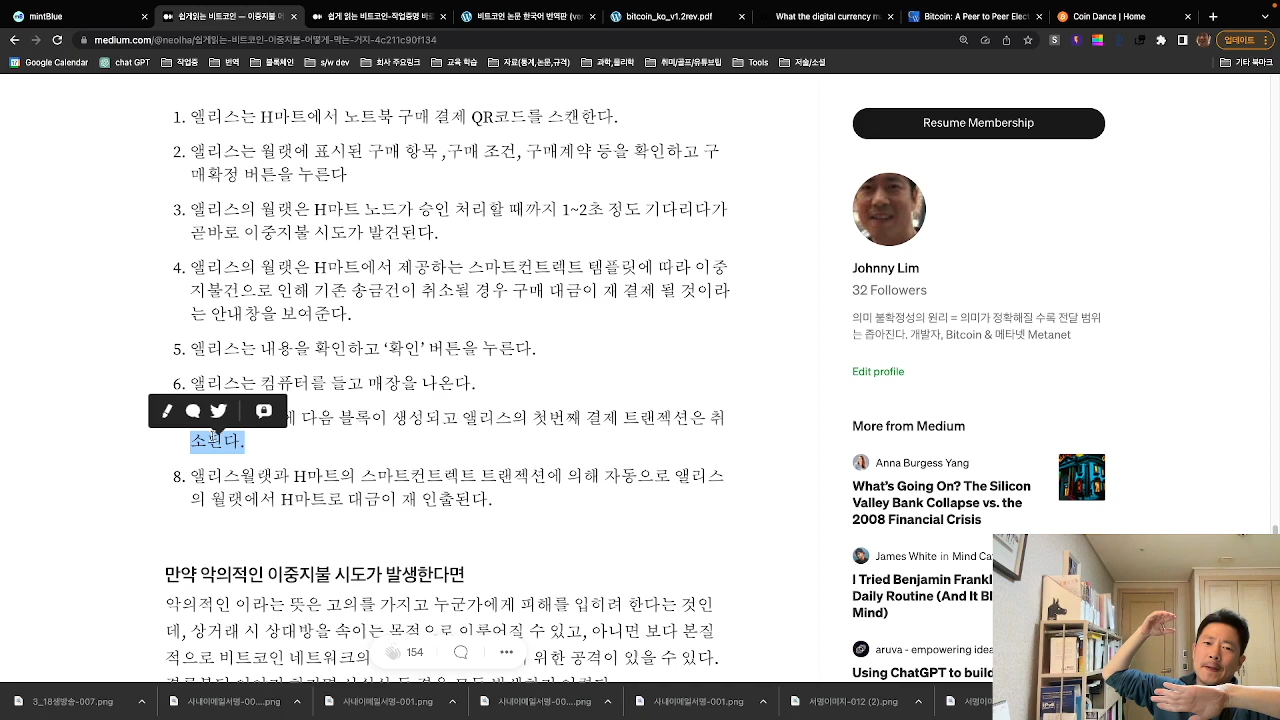 mintBlue
쉽게읽는 비트코인 - 이중지불
쉽게 읽는 비트코인-작업증명 바
비트코인 논문 한국어 번역판 (ver
bitcoin_ko_v1.2rev.pdf
What the digital currency m
Bitcoin: A Peer to Peer Elect
Coin Dance | Home
medium.com/@neolha/쉽게읽는-비트코인-이중지불-어떻게-막는-거지-4c211c90f134
업데이트
Google Calendar
chat GPT
작업중
번역
블록체인
s/w dev
회사 직장
교육 학습
과학,물리학
취미/골프/유튜브팁
Tools
저술/소설
기타 북마크
1. 앨리스는 H마트에서 노트북 구매 결제 QR코드를 스캔한다.
2. 앨리스는 월렛에 표시된 구매 항목 ,구매 조건, 구매계약 등을 확인하고 구
매확정 버튼을 누른다
3. 앨리스의 월렛은 H마트 노드가 승인 처리할 때까지 1~2초 정도 기다리다가
곧바로 이중지불 시도가 발견된다.
4. 앨리스의 월렛은 H마트에서 제공하는 스마트컨트렉트 템플릿에 따라 이중
지불건으로 인해 기존 송금건이 취소될 경우 구매 대금이 재 결제 될 것이라
는 안내창을 보여준다.
5. 앨리스는 내용을 확인하고 ‘확인’ 버튼을 누른다.
6. 앨리스는 컴퓨터를 들고 매장을 나온다.
에 다음 블록이 생성되고 앨리스의 첫번째 결제 트랜젝션은 취
소된다.
8. 앨리스월랫과 H마트의 스마트컨트렉트 트랜젝션에 의해 자동으로 앨리스
의 월렛에서 H마트로 대금이 재 인출된다.
만약 악의적인 이중지불 시도가 발생한다면
악의적인 이라는 뜻은 고의를 가지고 누군가에게 피해를 입히려 한다는 것인
데, 상거래 시 상대방을 속이는 목적으로 이루어질 수 있고, 아니면 보다 본질
적으로 비트코인 네트워크의 위한 공격이 있을 수 있다.
154
Resume Membership
Johnny Lim
32 Followers
의미 불확정성의 원리 = 의미가 정확해질 수록 전달 범위
는 좁아진다. 개발자, Bitcoin & 메타넷 Metanet
Edit profile
More from Medium
Anna Burgess Yang
What’s Going On? The Silicon
Valley Bank Collapse vs. the
2008 Financial Crisis
James White in Mind Ca
I Tried Benjamin Frankl
Daily Routine (And It Bl
Mind)
aruva - empowering idea
Using ChatGPT to build
3_18생방송-007.png
사내이메일서명-00....png
사내이메일서명-001.png
사내이메일서명-00....png
사내이메일서명-001.png
서명이미지-012 (2).png
서명이미